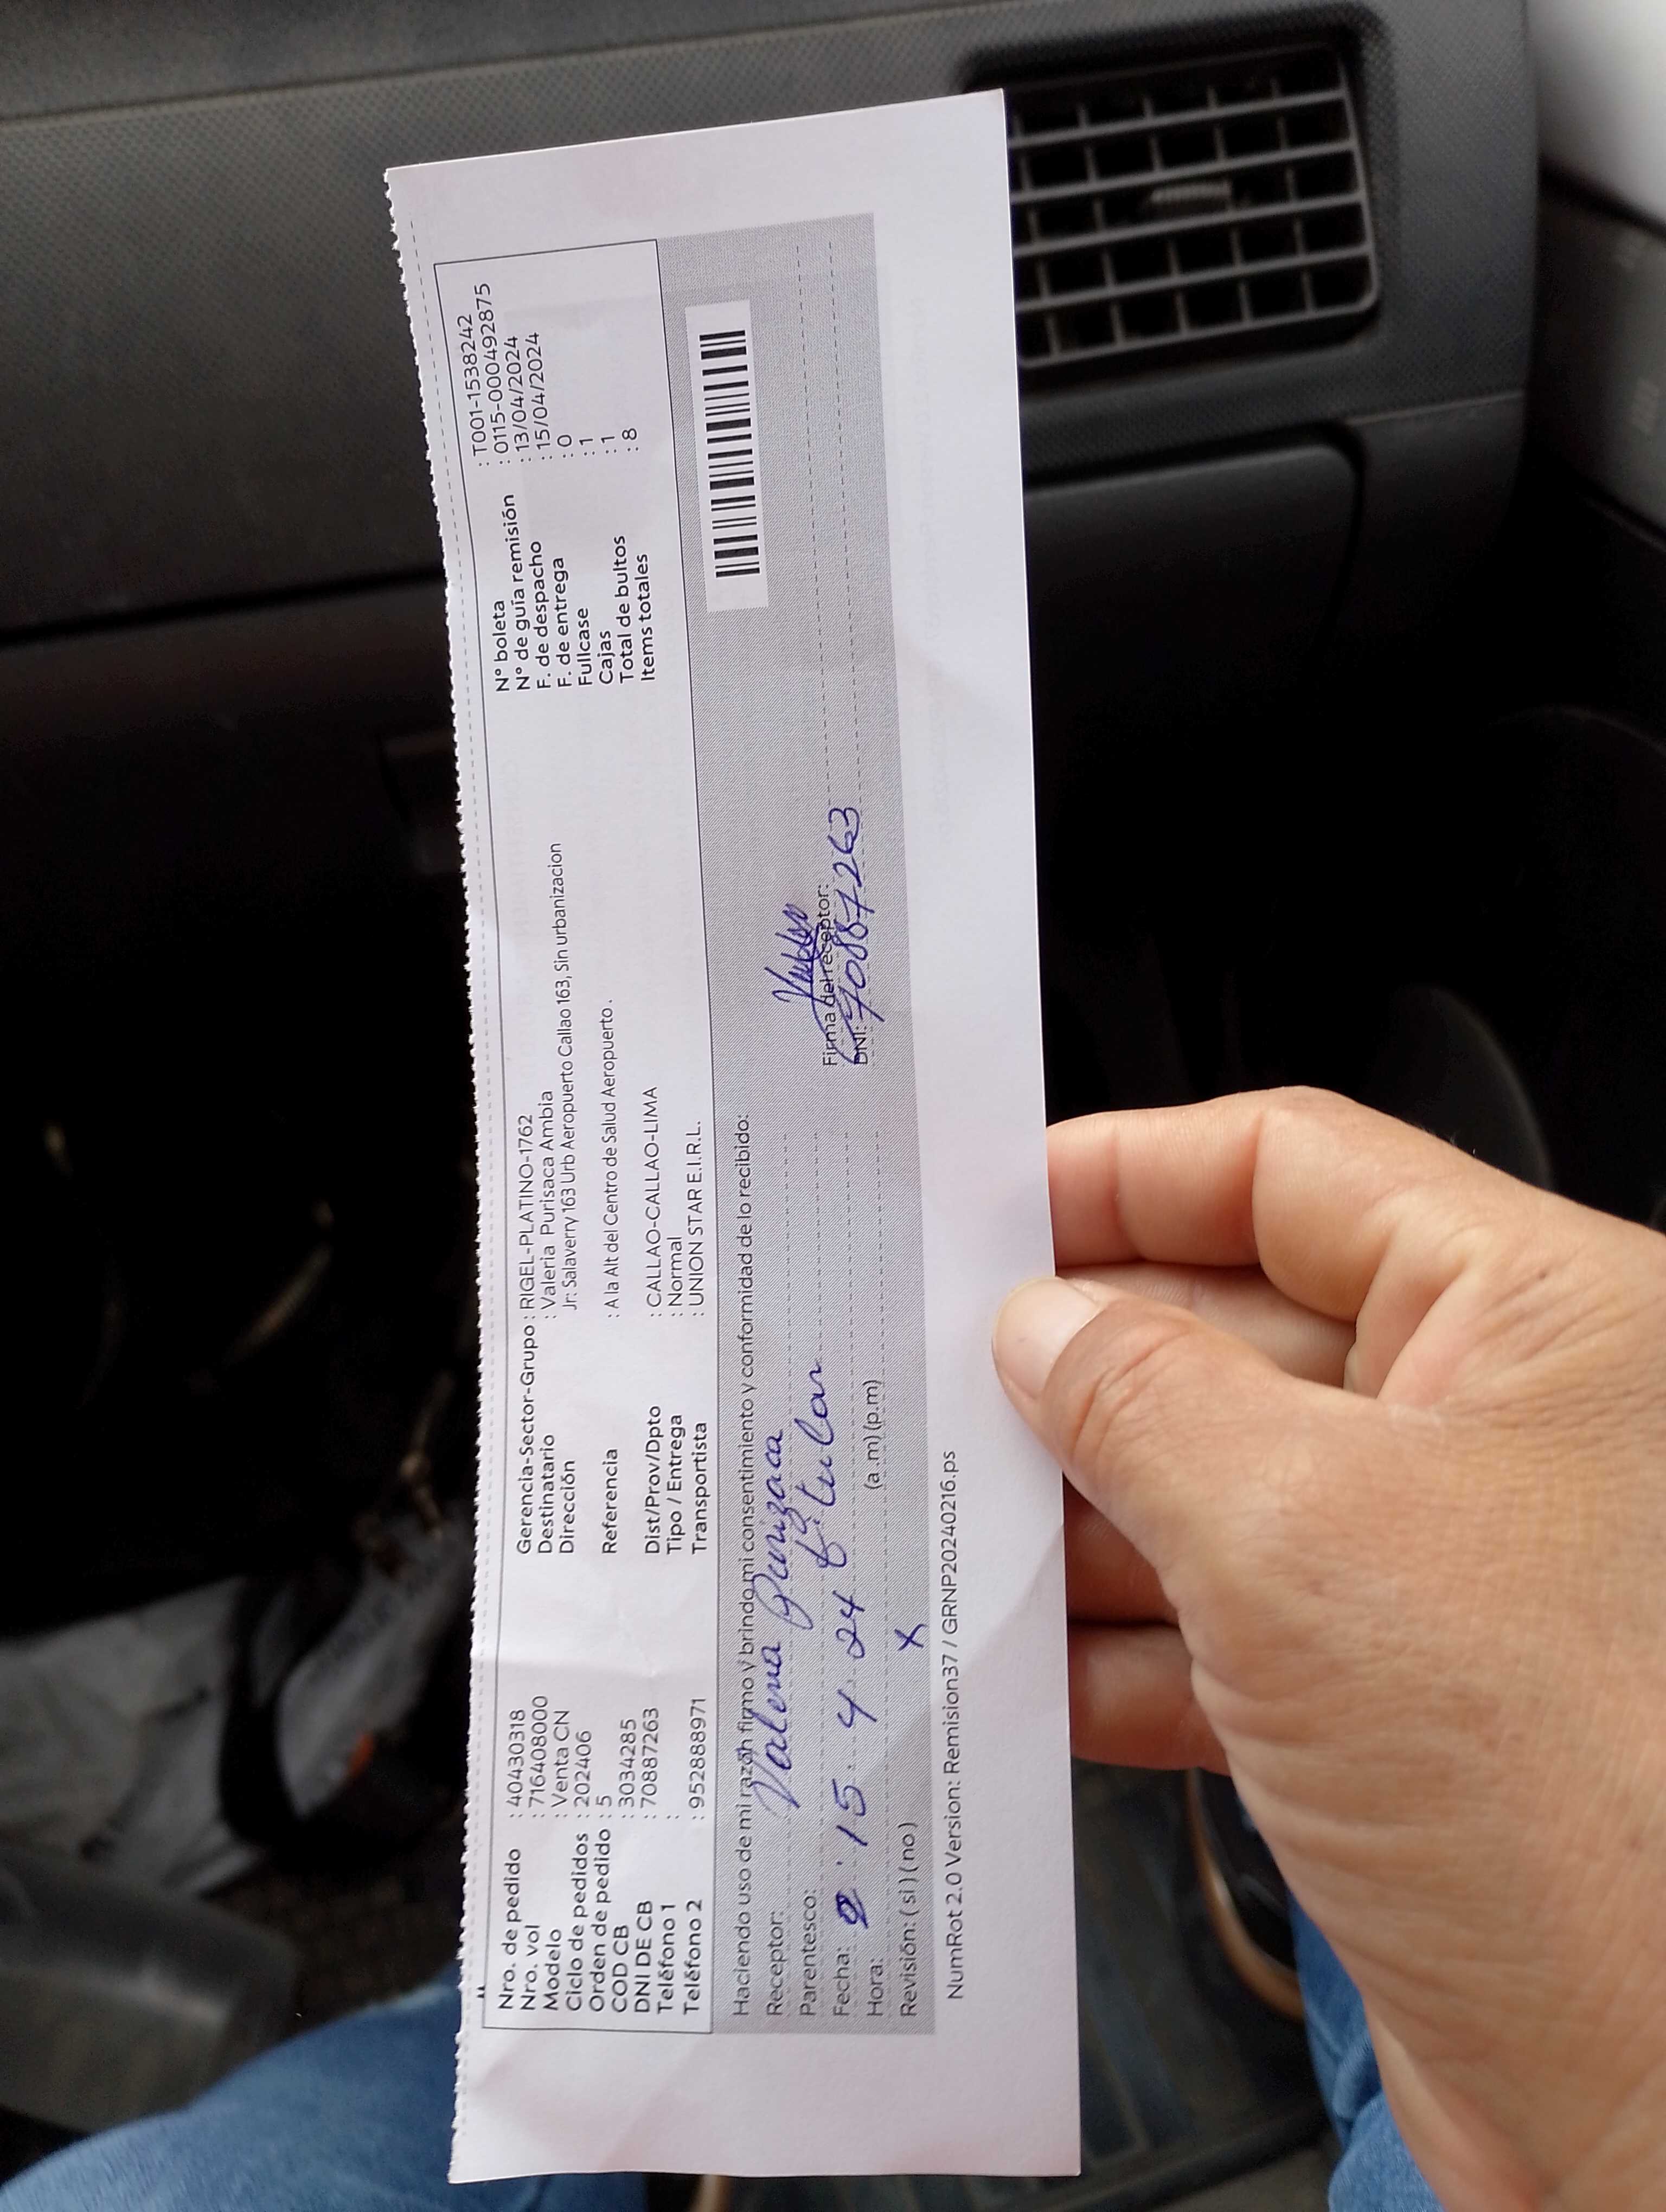 Nro. de pedido : 40430318
Nro. vol : 716408000
Modelo : Venta CN
Ciclo de pedidos : 202406
Orden de pedido : 5
COD CB : 3034285
DNI DE CB : 70887263
Teléfono 1 :
Teléfono 2 : 952888971
Gerencia-Sector-Grupo : RIGEL-PLATINO-1762
Destinatario : Valeria Purisaca Ambia
Dirección Jr: Salaverry 163 Urb Aeropuerto Callao 163, Sin urbanizacion
Referencia : A la Alt del Centro de Salud Aeropuerto .
Dist/Prov/Dpto : CALLAO-CALLAO-LIMA
Tipo / Entrega : Normal
Transportista : UNION STAR E.I.R.L.
N° boleta : T001-1538242
N° de guía remisión : 0115-0000492875
F. de despacho : 13/04/2024
F. de entrega : 15/04/2024
Fullcase : 0
Cajas : 1
Total de bultos : 1
Items totales : 8
Haciendo uso de mi razón firmo y brindo mi consentimiento y conformidad de lo recibido:
Receptor: Valeria Purizaca
Parentesco: titular
Fecha: 15. 4. 24
Hora: (a .m) (p.m)
Revisión: ( si ) ( no ) X
Firma del receptor:
DNI: 70887263
NumRot 2.0 Version: Remision37 / GRNP20240216.ps